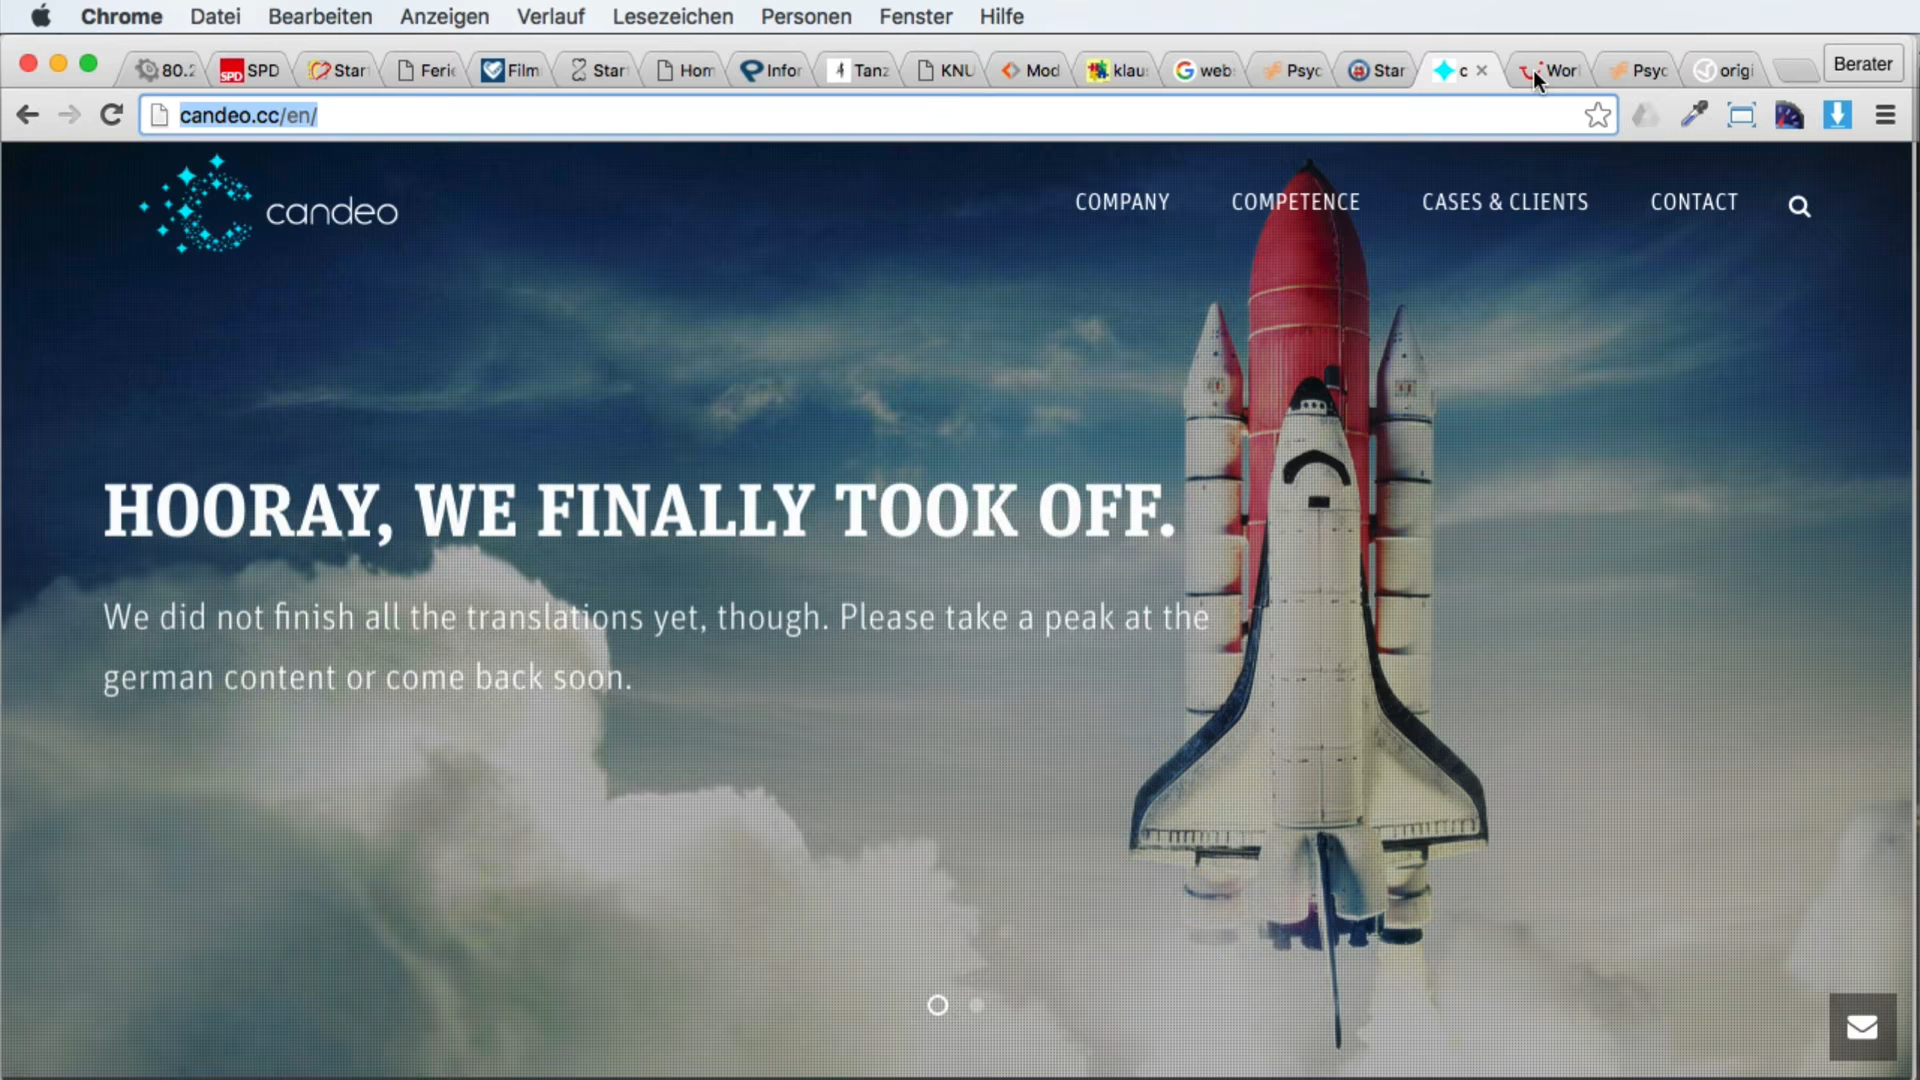 Chrome Datei Bearbeiten Anzeigen Verlauf Lesezeichen Personen Fenster Hilfe
80.2 SPD Star Ferie Film Star Hom Infor Tanz KNU Mod klau web Psyc Star c Wor Psyc origi Berater
candeo.cc/en/
candeo COMPANY COMPETENCE CASES & CLIENTS CONTACT
HOORAY, WE FINALLY TOOK OFF.
We did not finish all the translations yet, though. Please take a peak at the
german content or come back soon.